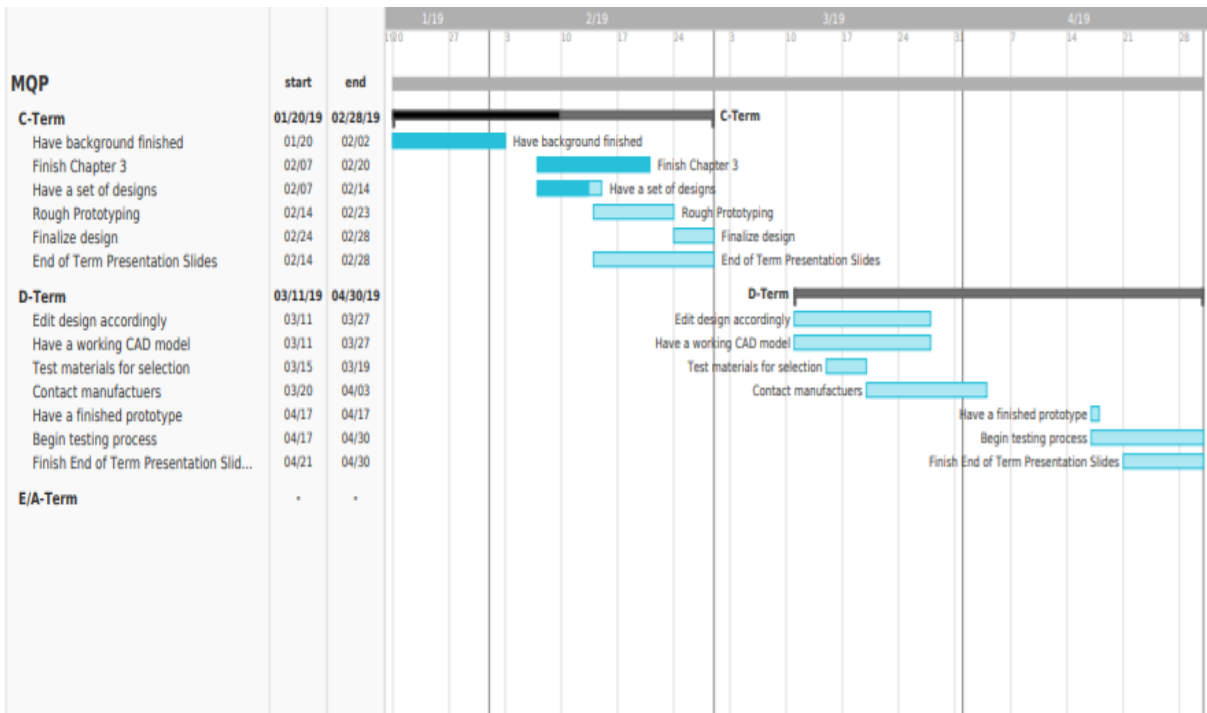 1/19 2/19 3/19 4/19
20 27 3 10 17 24 3 10 17 24 31 7 14 21 28
MQP start end
C-Term 01/20/19 02/28/19 C-Term
Have background finished 01/20 02/02 Have background finished
Finish Chapter 3 02/07 02/20 Finish Chapter 3
Have a set of designs 02/07 02/14 Have a set of designs
Rough Prototyping 02/14 02/23 Rough Prototyping
Finalize design 02/24 02/28 Finalize design
End of Term Presentation Slides 02/14 02/28 End of Term Presentation Slides
D-Term 03/11/19 04/30/19 D-Term
Edit design accordingly 03/11 03/27 Edit design accordingly
Have a working CAD model 03/11 03/27 Have a working CAD model
Test materials for selection 03/15 03/19 Test materials for selection
Contact manufactuers 03/20 04/03 Contact manufactuers
Have a finished prototype 04/17 04/17 Have a finished prototype
Begin testing process 04/17 04/30 Begin testing process
Finish End of Term Presentation Slid... 04/21 04/30 Finish End of Term Presentation Slides
E/A-Term - -